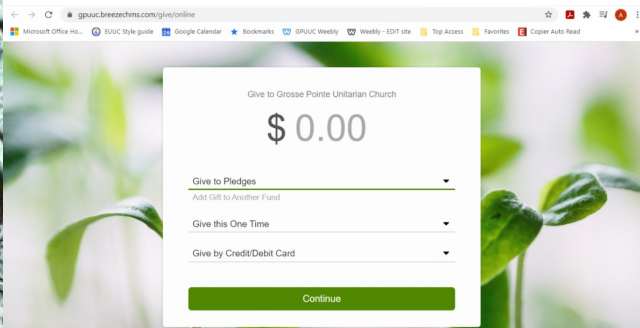 gpuuc.breezechms.com/give/online
Microsoft Office Ho... EUUC Style guide 26 Google Calendar Bookmarks GPUUC Weebly Weebly - EDIT site Top Access Favorites E Copier Auto Read »
A
Give to Grosse Pointe Unitarian Church
$ 0.00
Give to Pledges
Add Gift to Another Fund
Give this One Time
Give by Credit/Debit Card
Continue